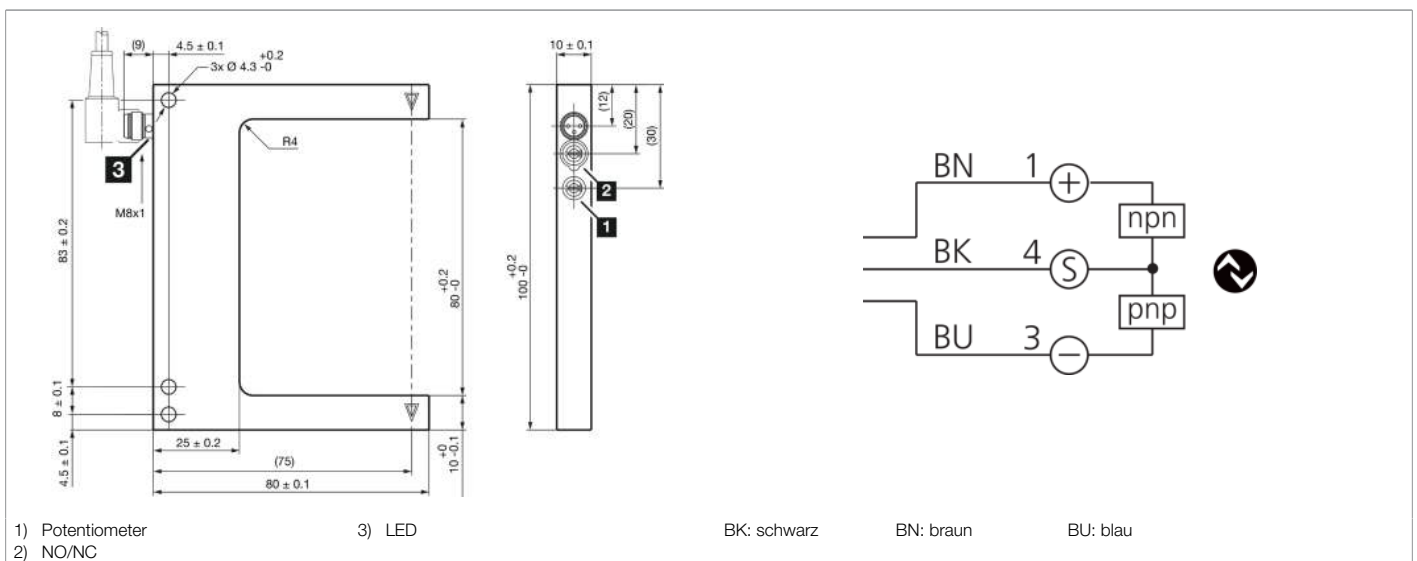 (9)
4.5 ± 0.1
+0.2
3x Ø 4.3 -0
R4
3
M8x1
83 ± 0.2
8 ± 0.1
4.5 ± 0.1
25 ± 0.2
(75)
80 ± 0.1
+0.2
80 -0
+0
10 -0.1
10 ± 0.1
(12)
(20)
(30)
2
1
+0.2
100 -0
BN 1 +
npn
BK 4 S
pnp
BU 3 −
1) Potentiometer 3) LED BK: schwarz BN: braun BU: blau
2) NO/NC